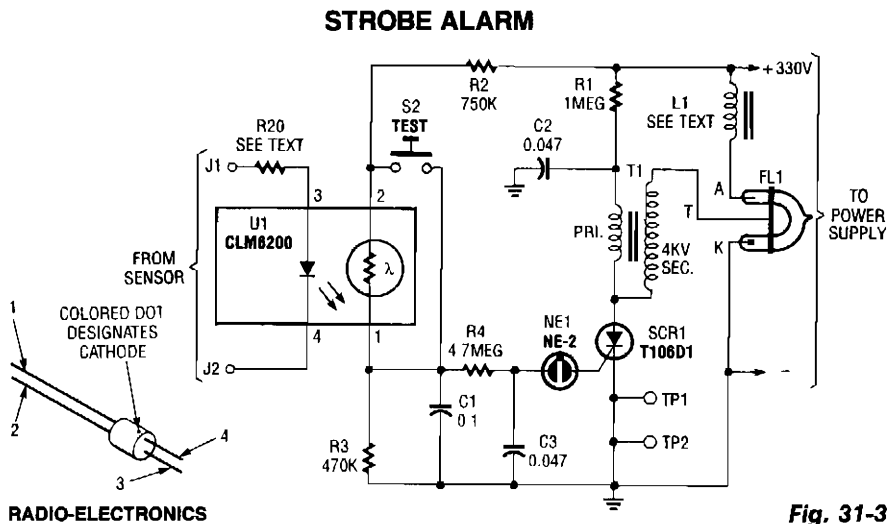 STROBE ALARM
R2
750K
R1
1MEG
+330V
L1
SEE TEXT
S2
TEST
C2
0.047
R20
SEE TEXT
J1
T1
FL1
A
T
K
TO
POWER
SUPPLY
3
2
U1
CLM6200
λ
PRI.
4KV
SEC.
FROM
SENSOR
COLORED DOT
DESIGNATES
CATHODE
4
1
R4
4 7MEG
NE1
NE-2
SCR1
T106D1
J2
-
1
2
3
4
C1
0 1
R3
470K
C3
0.047
TP1
TP2
RADIO-ELECTRONICS
Fig. 31-3